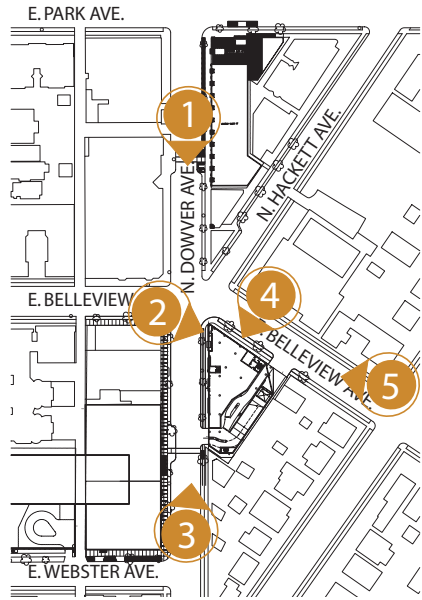 E. PARK AVE.
1
N. DOWVER AVE.
N. HACKETT AVE.
E. BELLEVIEW
2
4
BELLEVIEW AVE.
5
3
E. WEBSTER AVE.